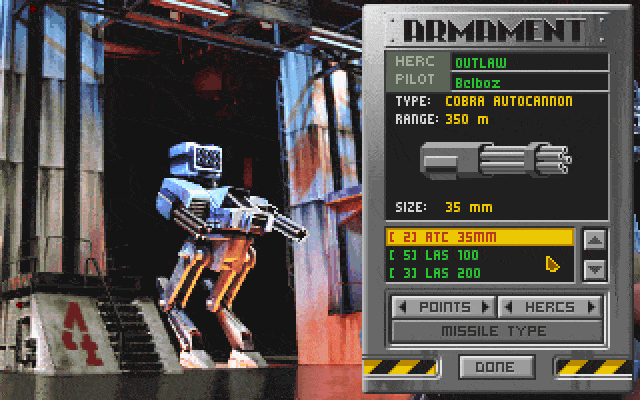 ARMAMENT
HERC OUTLAW
PILOT Belboz
TYPE: COBRA AUTOCANNON
RANGE: 350 m
SIZE: 35 mm
[ 2] ATC 35MM
[ 5] LAS 100
[ 3] LAS 200
POINTS HERCS
MISSILE TYPE
DONE
4